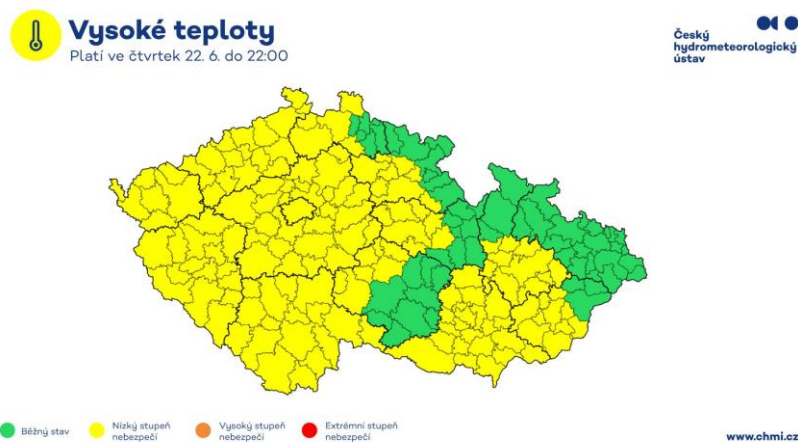 Vysoké teploty
Platí ve čtvrtek 22. 6. do 22:00
Český
hydrometeorologický
ústav
Běžný stav
Nízký stupeň
nebezpečí
Vysoký stupeň
nebezpečí
Extrémní stupeň
nebezpečí
www.chmi.cz